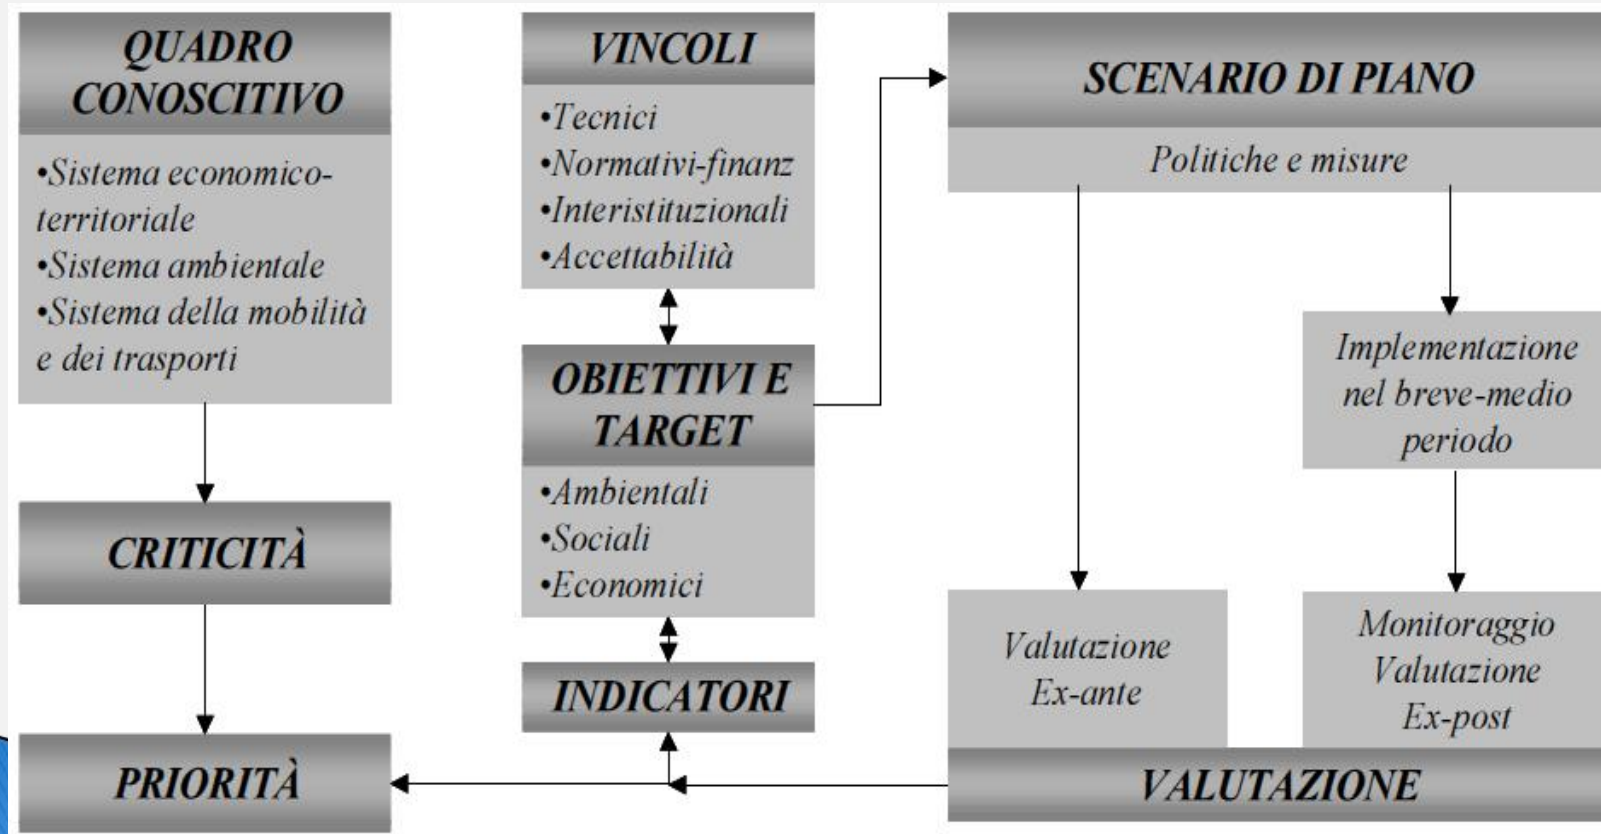 QUADRO
CONOSCITIVO
•Sistema economico-
territoriale
•Sistema ambientale
•Sistema della mobilità
e dei trasporti
CRITICITÀ
PRIORITÀ
VINCOLI
•Tecnici
•Normativi-finanz
•Interistituzionali
•Accettabilità
OBIETTIVI E
TARGET
•Ambientali
•Sociali
•Economici
INDICATORI
SCENARIO DI PIANO
Politiche e misure
Implementazione
nel breve-medio
periodo
Valutazione
Ex-ante
Monitoraggio
Valutazione
Ex-post
VALUTAZIONE